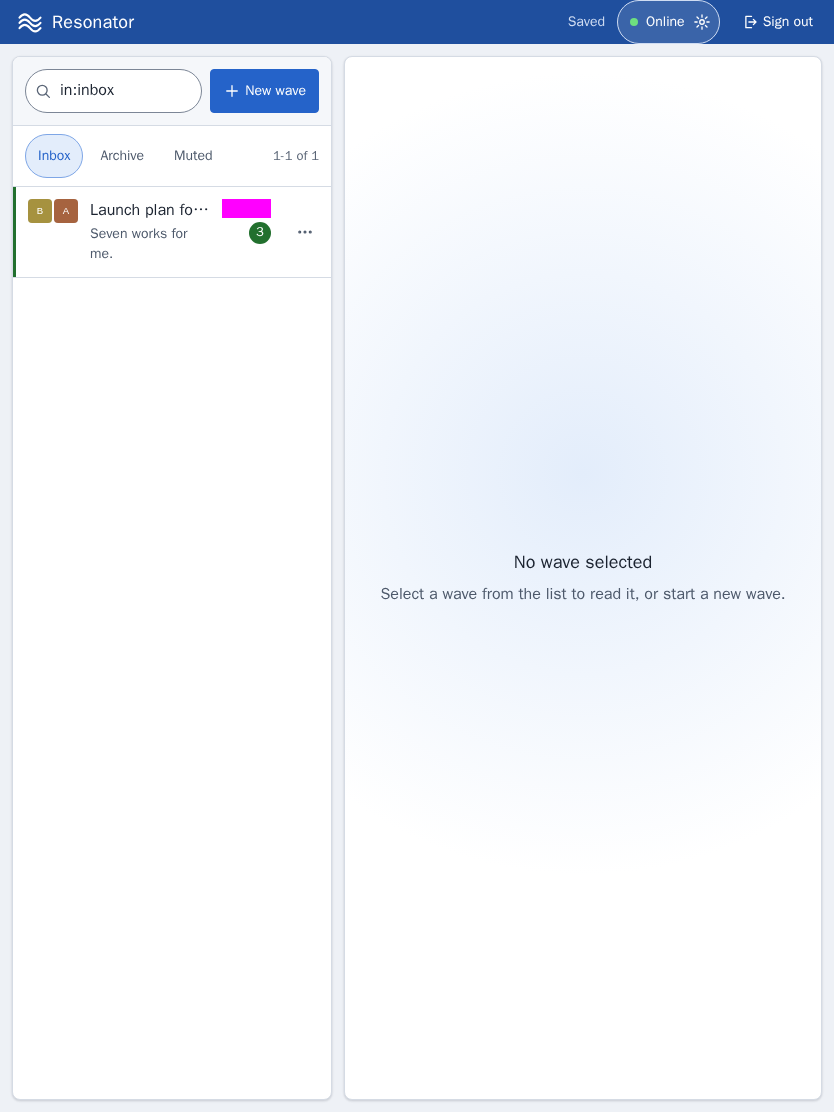 Resonator
Saved
Online
Sign out
in:inbox
New wave
Inbox
Archive
Muted
1-1 of 1
B
A
Launch plan fo…
Seven works for
me.
3
No wave selected
Select a wave from the list to read it, or start a new wave.